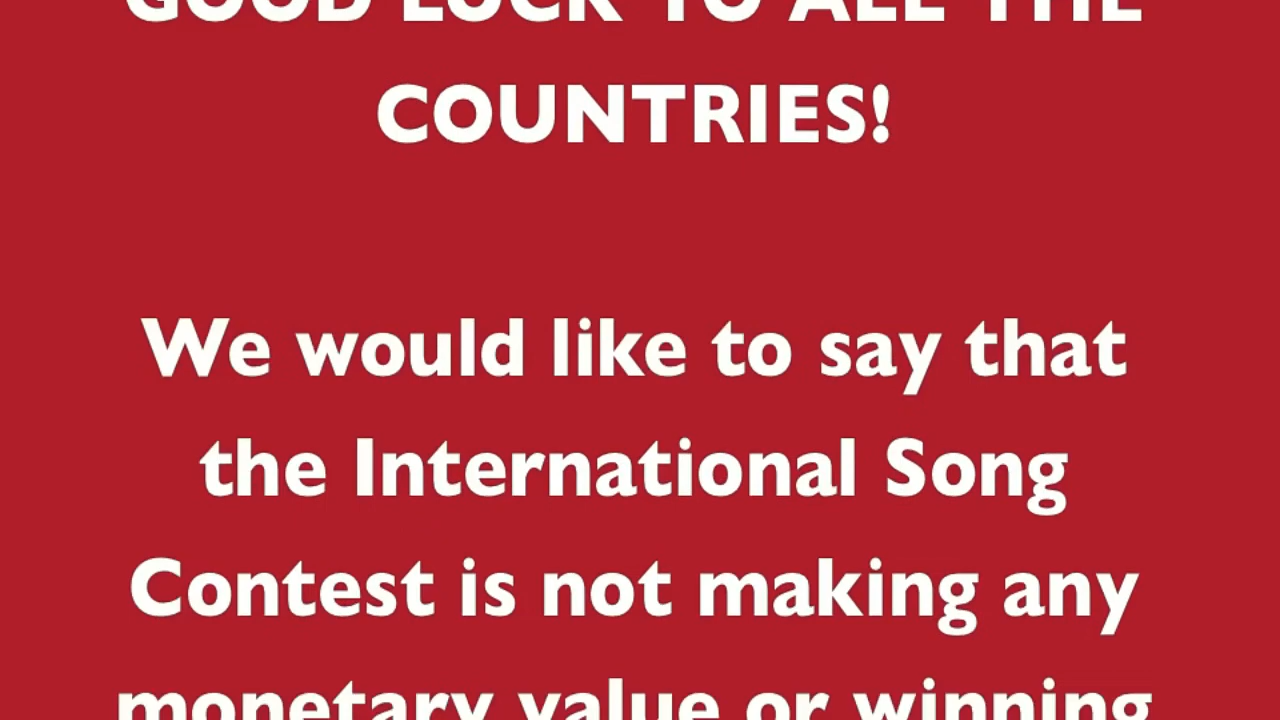 GOOD LUCK TO ALL THE
COUNTRIES!
We would like to say that
the International Song
Contest is not making any
monetary value or winning